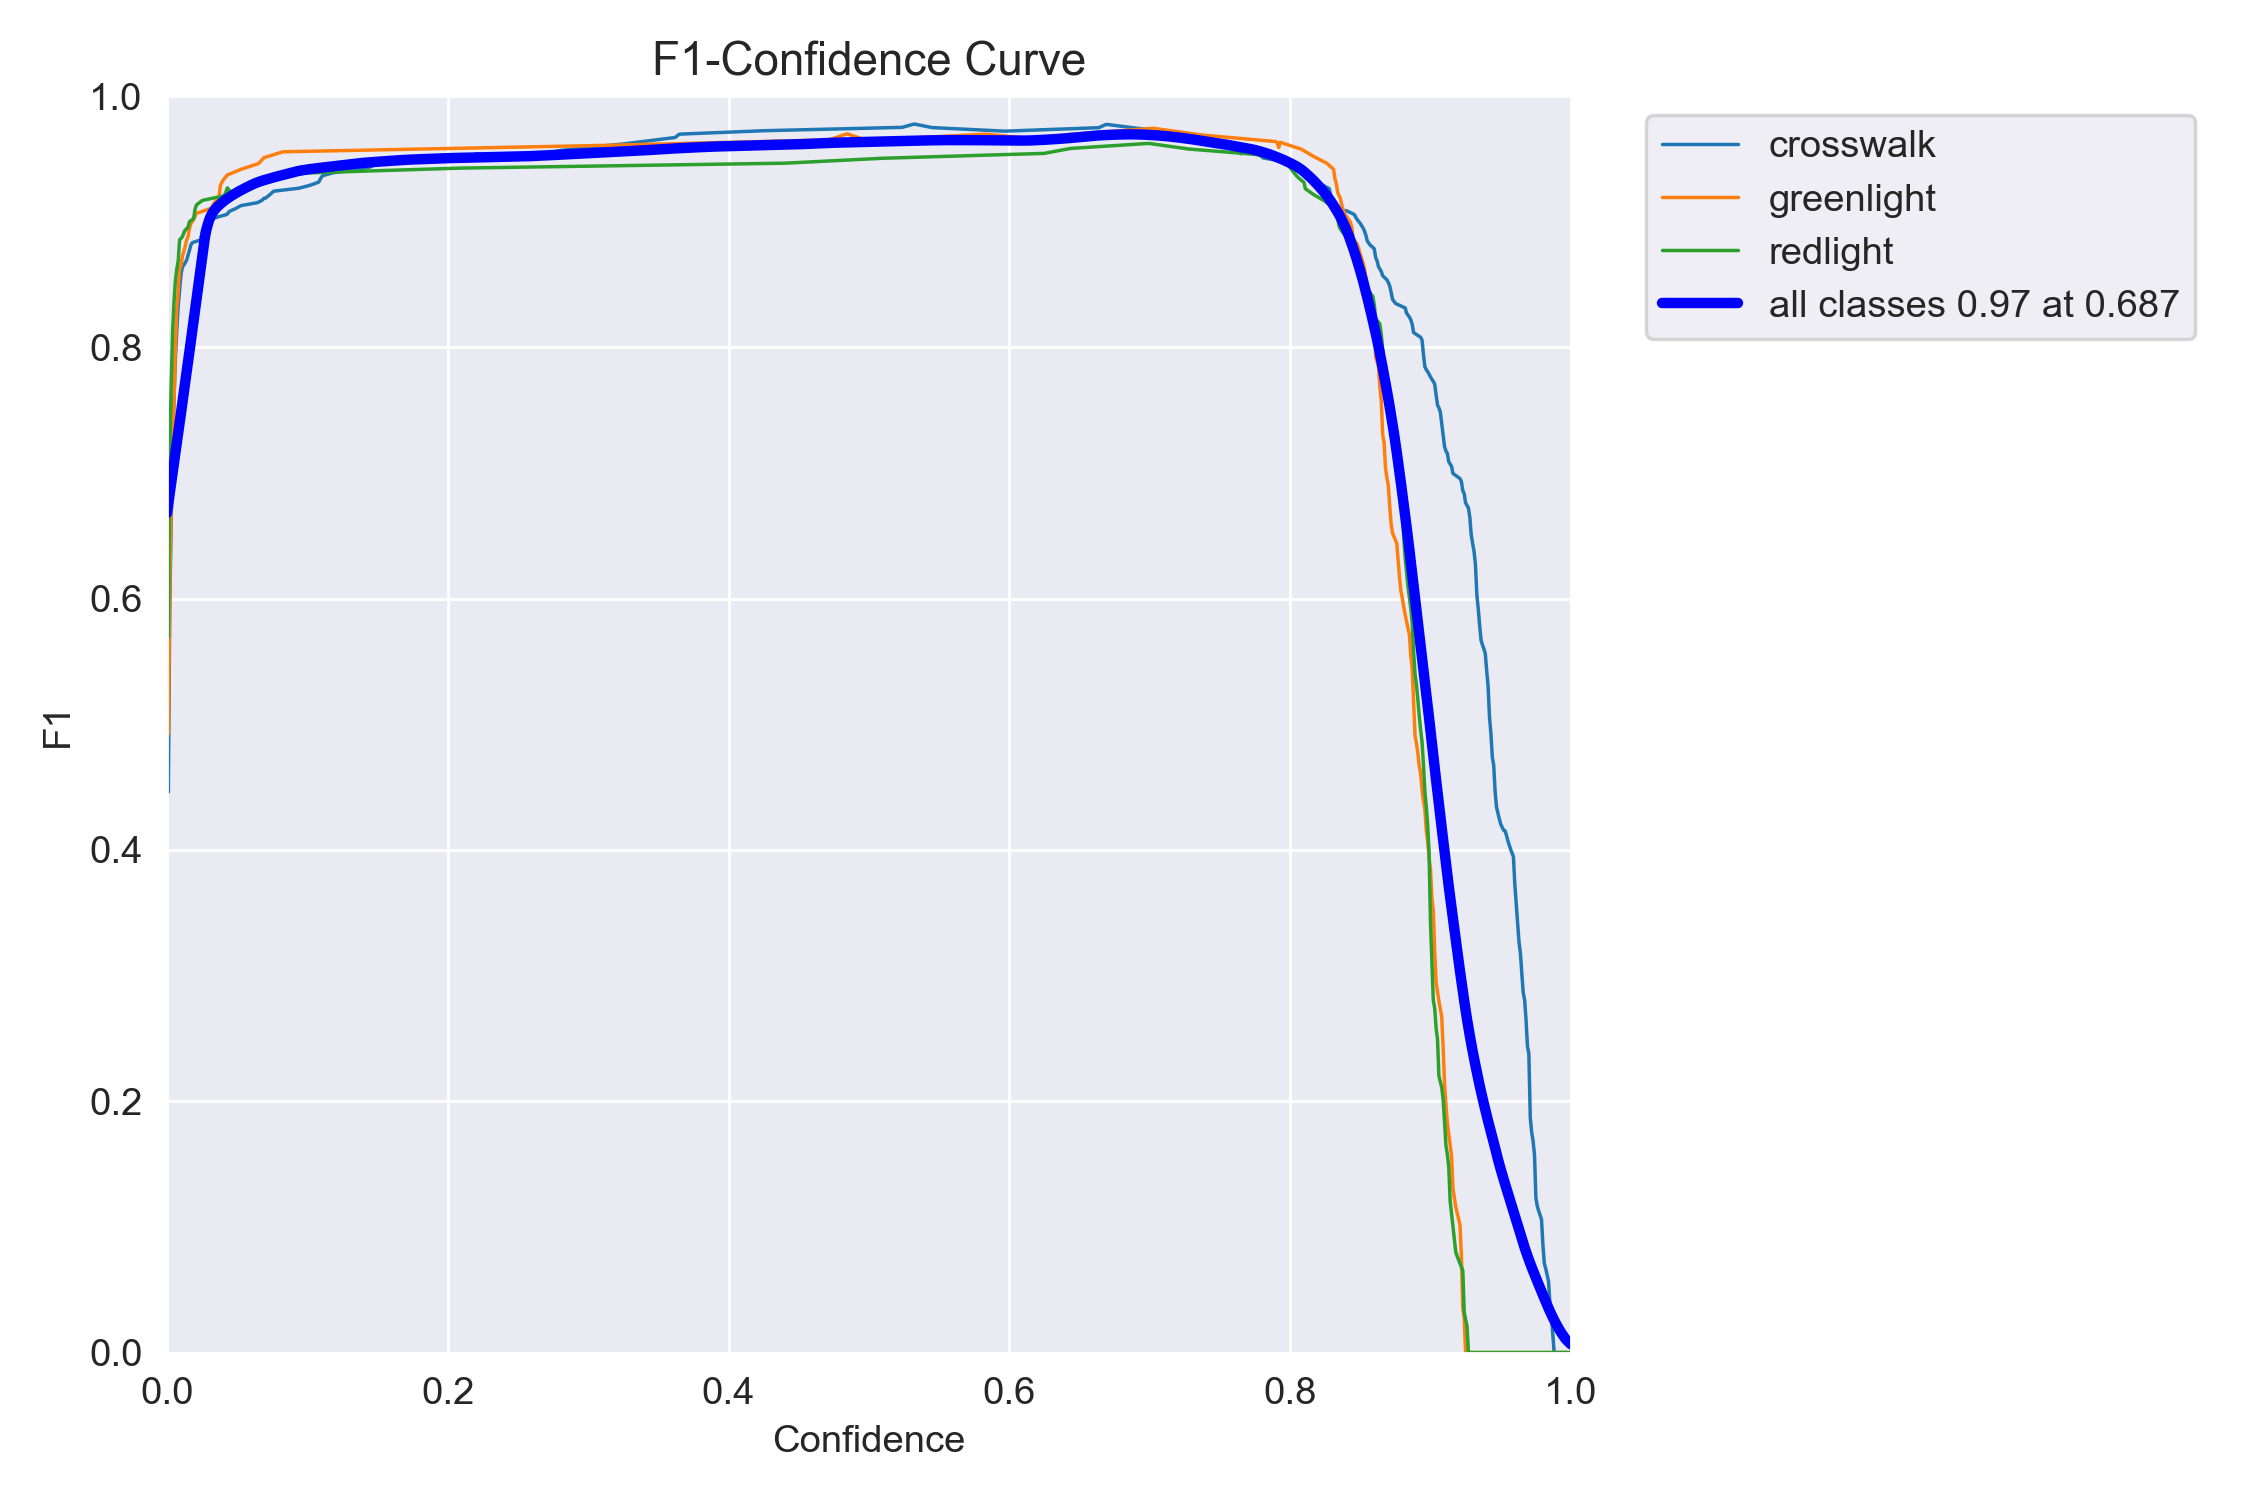 F1-Confidence Curve
1.0
0.8
0.6
0.4
0.2
0.0
F1
0.0 0.2 0.4 0.6 0.8 1.0
Confidence
crosswalk
greenlight
redlight
all classes 0.97 at 0.687